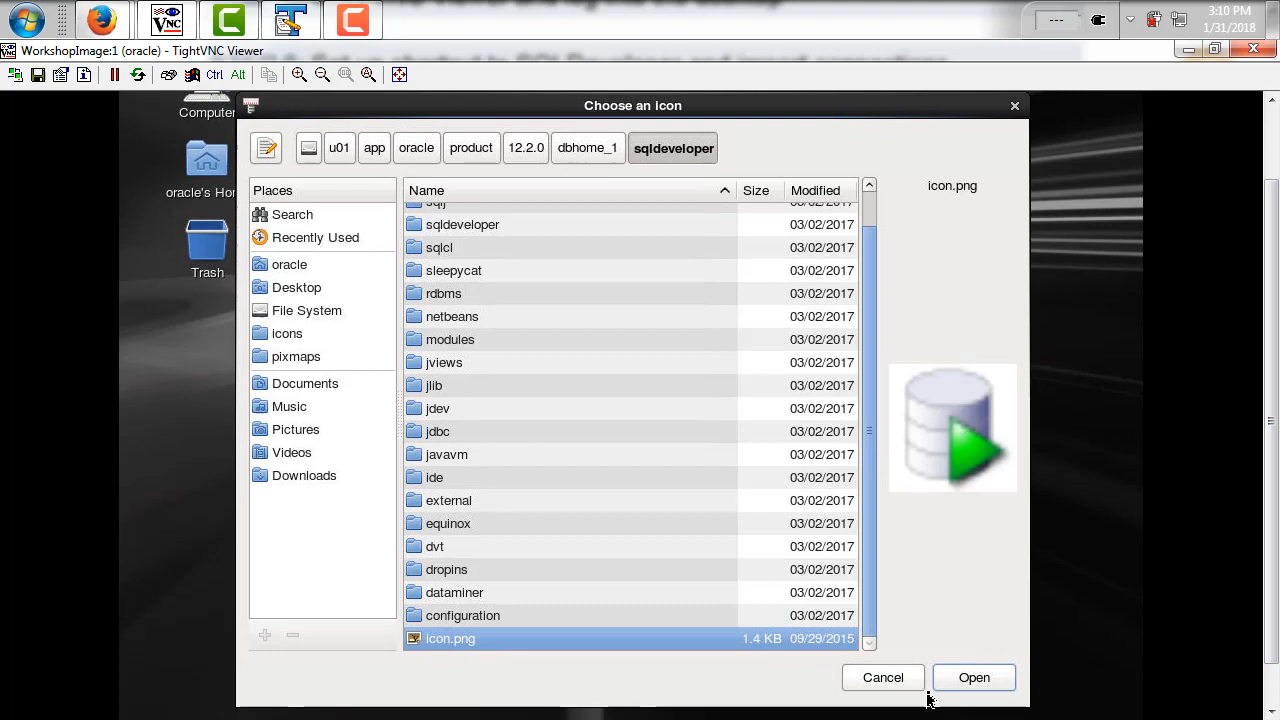 3:10 PM
1/31/2018
WorkshopImage:1 (oracle) - TightVNC Viewer
Ctrl Alt
Choose an icon
Computer
oracle's Ho
Trash
u01 app oracle product 12.2.0 dbhome_1 sqldeveloper
Places
Search
Recently Used
oracle
Desktop
File System
icons
pixmaps
Documents
Music
Pictures
Videos
Downloads
Name Size Modified
sqlj 03/02/2017
sqldeveloper 03/02/2017
sqlcl 03/02/2017
sleepycat 03/02/2017
rdbms 03/02/2017
netbeans 03/02/2017
modules 03/02/2017
jviews 03/02/2017
jlib 03/02/2017
jdev 03/02/2017
jdbc 03/02/2017
javavm 03/02/2017
ide 03/02/2017
external 03/02/2017
equinox 03/02/2017
dvt 03/02/2017
dropins 03/02/2017
dataminer 03/02/2017
configuration 03/02/2017
icon.png 1.4 KB 09/29/2015
icon.png
Cancel Open